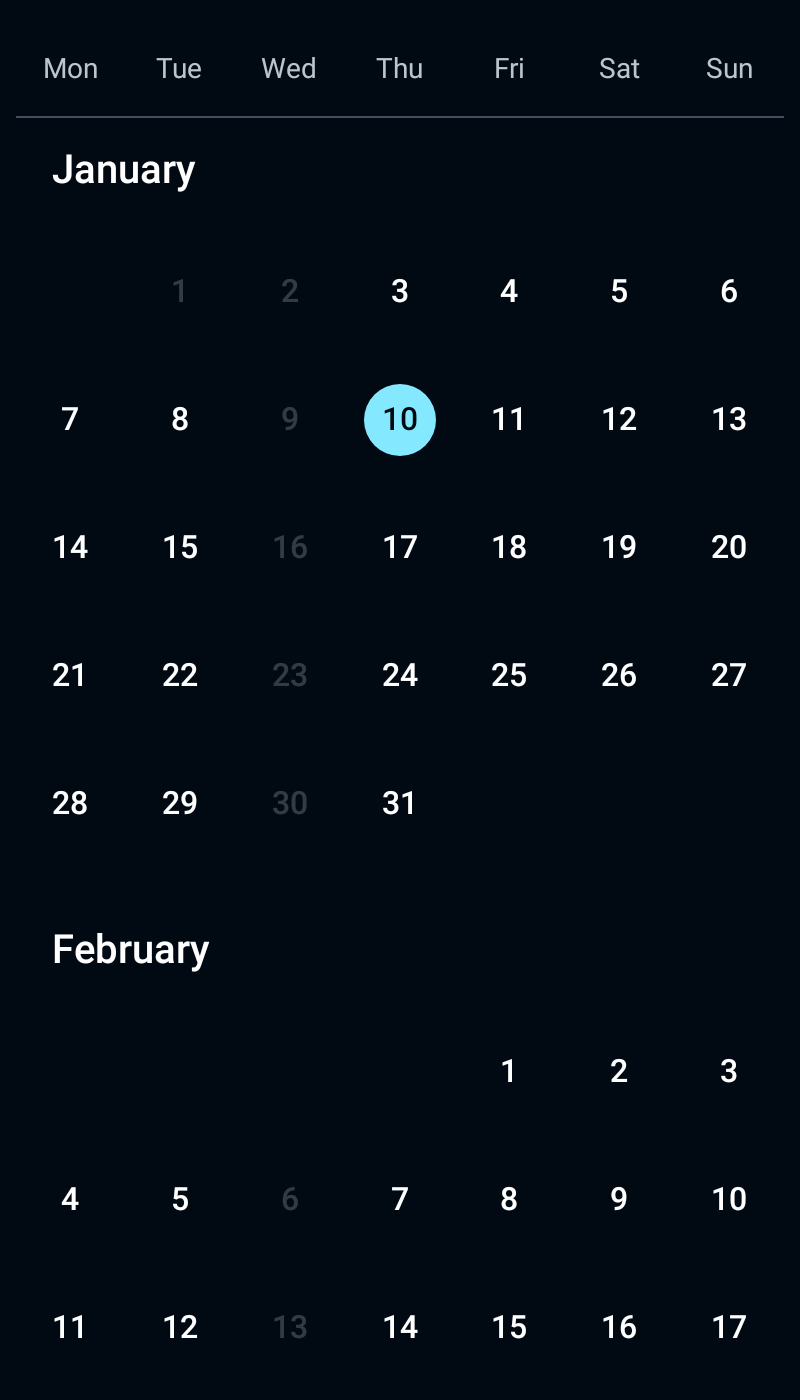 Mon Tue Wed Thu Fri Sat Sun
January
1 2 3 4 5 6
7 8 9 10 11 12 13
14 15 16 17 18 19 20
21 22 23 24 25 26 27
28 29 30 31
February
1 2 3
4 5 6 7 8 9 10
11 12 13 14 15 16 17